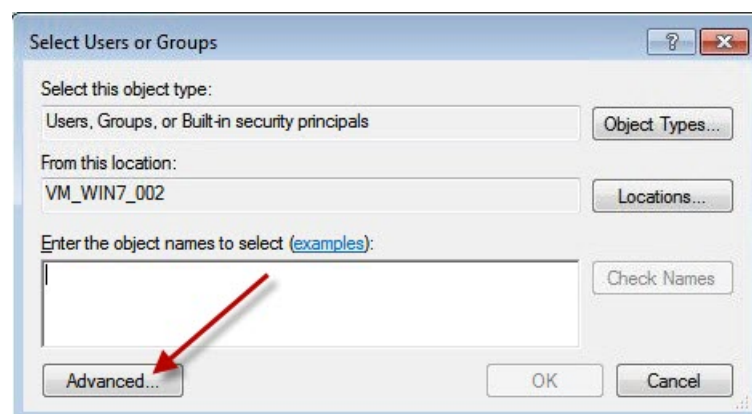 Select Users or Groups
Select this object type:
Users, Groups, or Built-in security principals
Object Types...
From this location:
VM_WIN7_002
Locations...
Enter the object names to select (examples):
Check Names
Advanced...
OK
Cancel